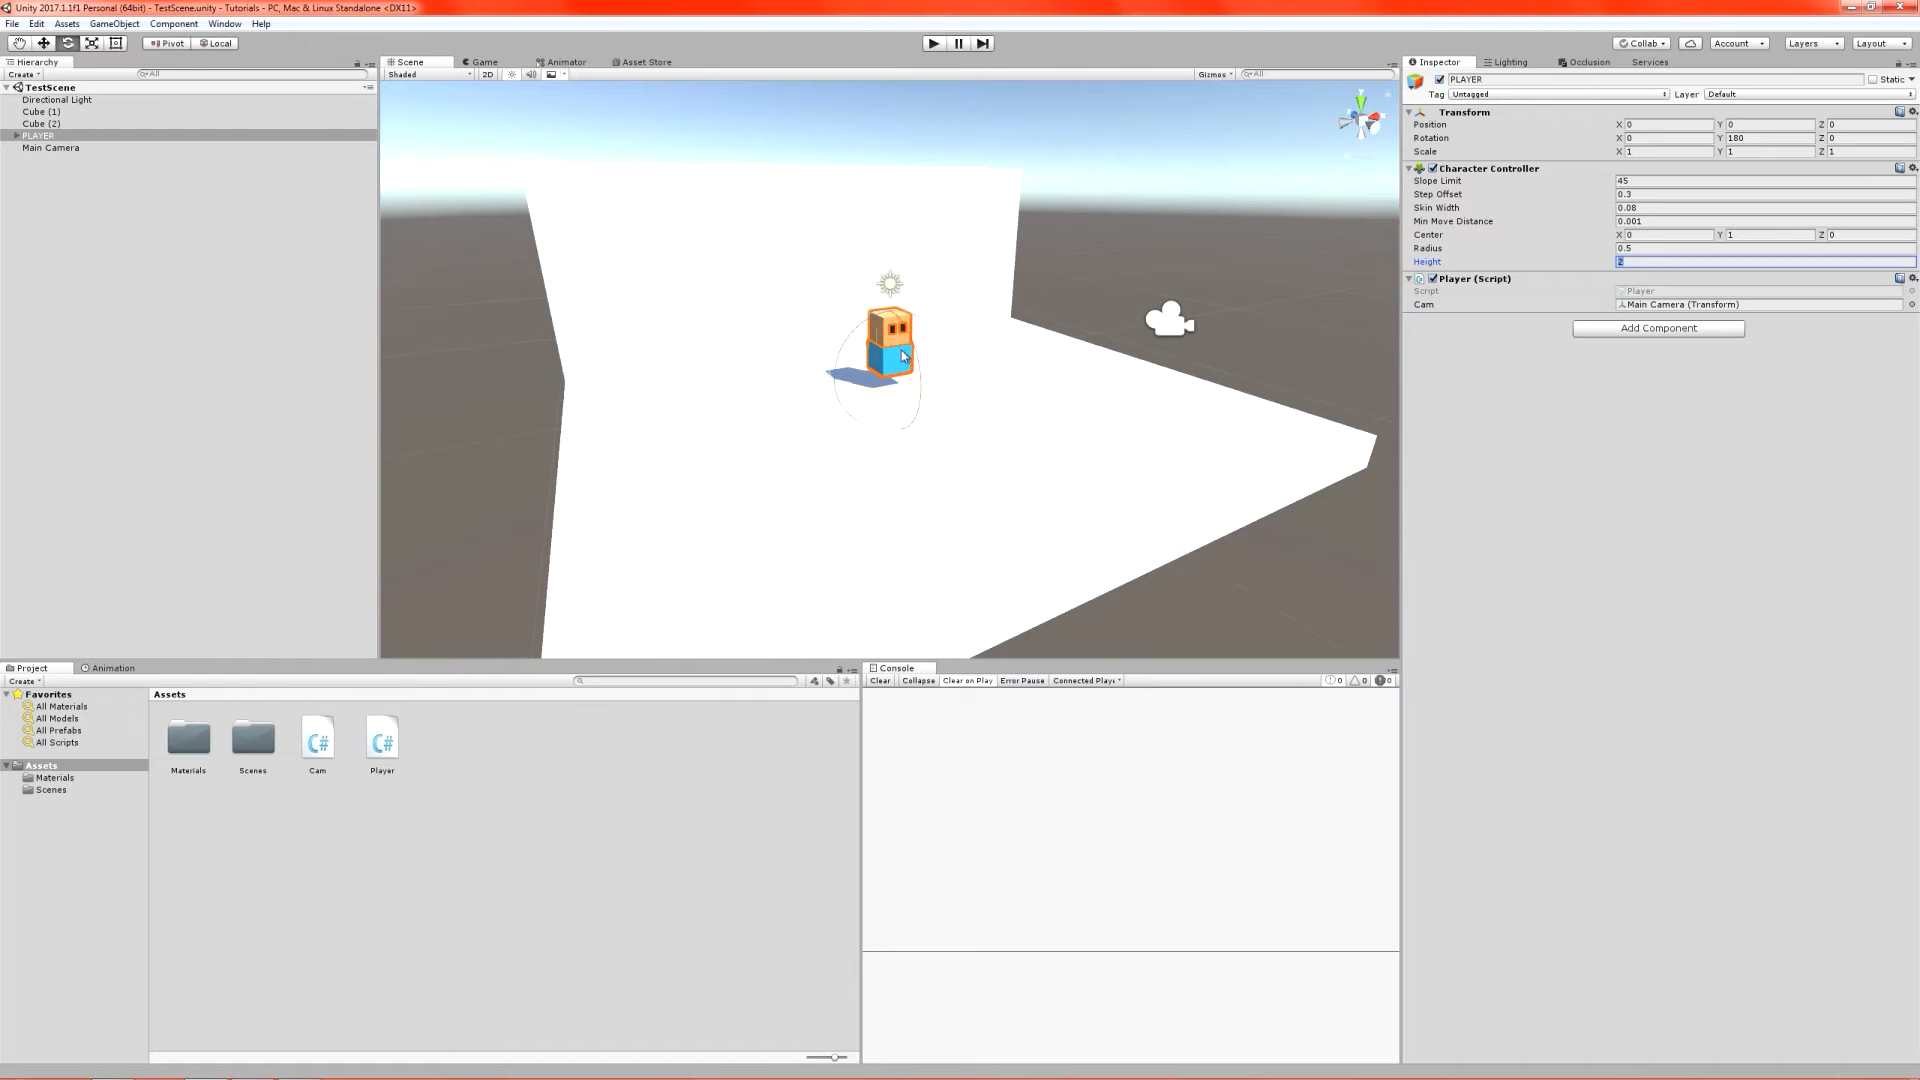 Unity 2017.1.1f1 Personal (64bit) - TestScene.unity - Tutorials - PC, Mac & Linux Standalone <DX11>
File Edit Assets GameObject Component Window Help
Pivot Local Collab Account Layers Layout
Hierarchy
Create All
TestScene
Directional Light
Cube (1)
Cube (2)
PLAYER
Main Camera
Scene Game Animator Asset Store
Shaded 2D Gizmos All
y
Inspector Lighting Occlusion Services
PLAYER Static
Tag Untagged Layer Default
Transform
Position X 0 Y 0 Z 0
Rotation X 0 Y 180 Z 0
Scale X 1 Y 1 Z 1
Character Controller
Slope Limit 45
Step Offset 0.3
Skin Width 0.08
Min Move Distance 0.001
Center X 0 Y 1 Z 0
Radius 0.5
Height 2
Player (Script)
Script Player
Cam Main Camera (Transform)
Add Component
Project Animation
Create
Favorites
All Materials
All Models
All Prefabs
All Scripts
Assets
Materials
Scenes
Assets
C# C#
Materials Scenes Cam Player
Console
Clear Collapse Clear on Play Error Pause Connected Playe 0 0 0